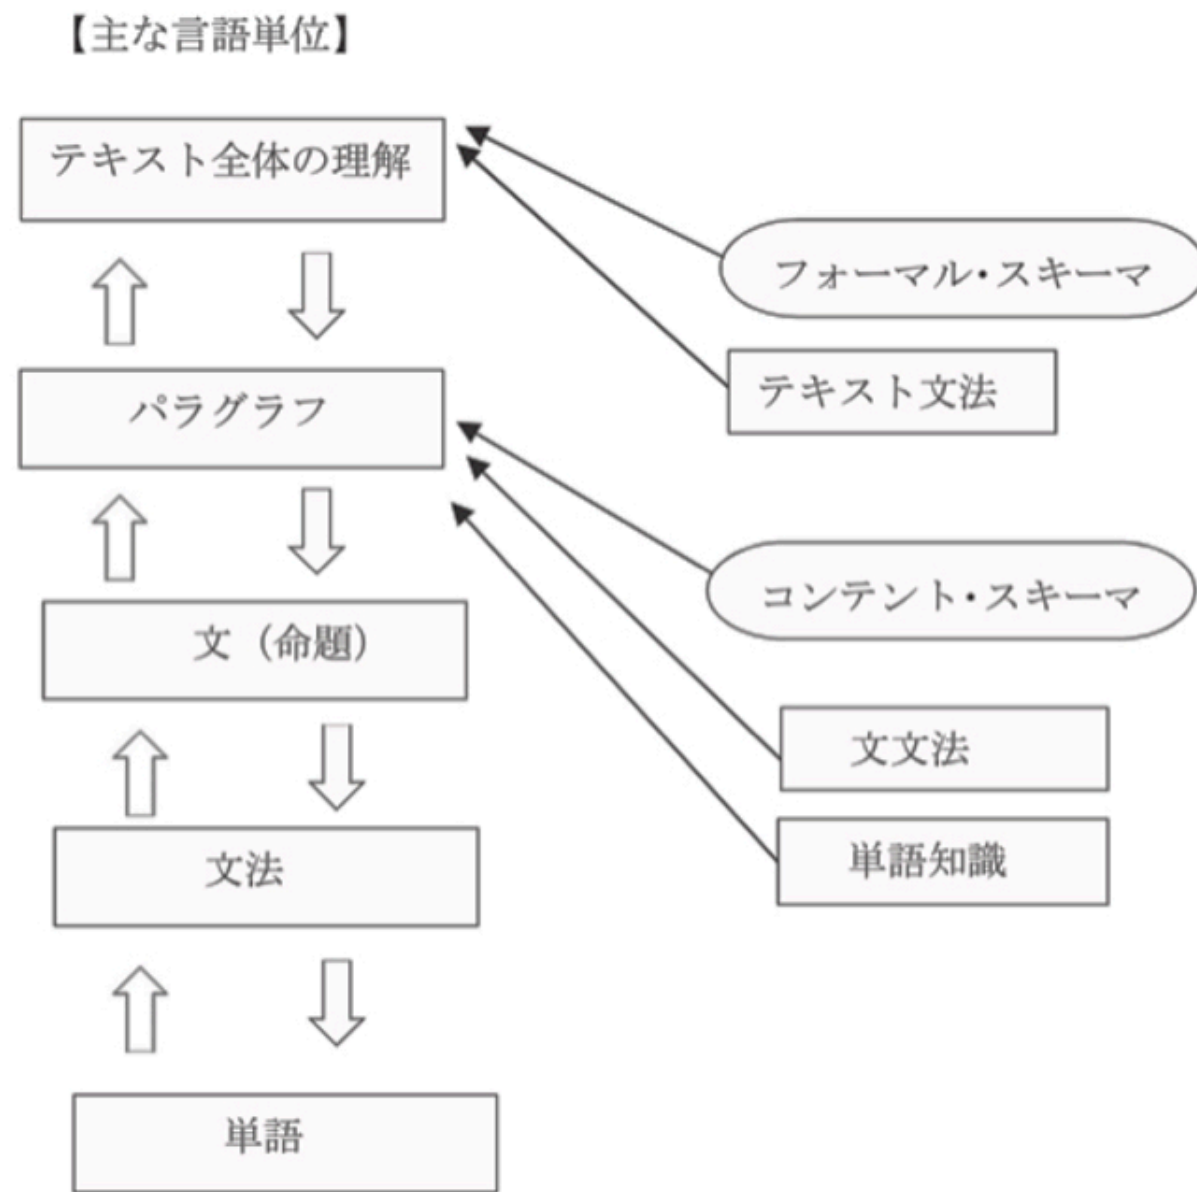 【主な言語単位】
テキスト全体の理解
フォーマル・スキーマ
テキスト文法
パラグラフ
コンテント・スキーマ
文（命題）
文文法
単語知識
文法
単語